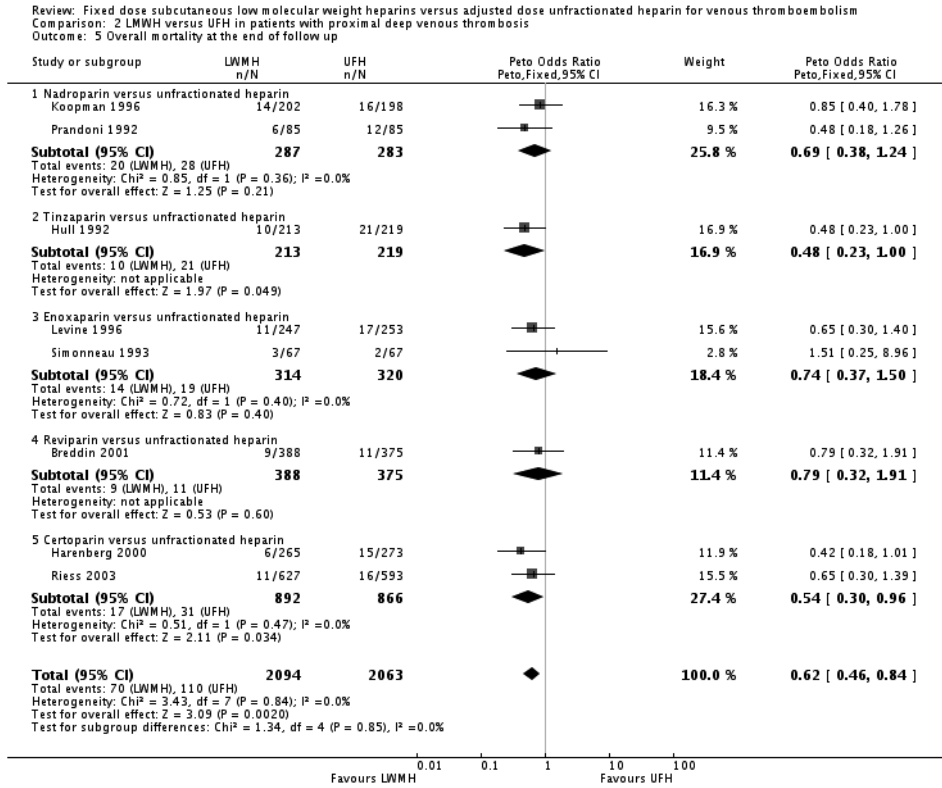 Review: Fixed dose subcutaneous low molecular weight heparins versus adjusted dose unfractionated heparin for venous thromboembolism
Comparison: 2 LMWH versus UFH in patients with proximal deep venous thrombosis
Outcome: 5 Overall mortality at the end of follow up
Study or subgroup LWMH UFH Peto Odds Ratio Weight Peto Odds Ratio
n/N n/N Peto,Fixed,95% CI Peto,Fixed,95% CI
1 Nadroparin versus unfractionated heparin
Koopman 1996 14/202 16/198 16.3 % 0.85 [ 0.40, 1.78 ]
Prandoni 1992 6/85 12/85 9.5 % 0.48 [ 0.18, 1.26 ]
Subtotal (95% CI) 287 283 25.8 % 0.69 [ 0.38, 1.24 ]
Total events: 20 (LWMH), 28 (UFH)
Heterogeneity: Chi² = 0.85, df = 1 (P = 0.36); I² =0.0%
Test for overall effect: Z = 1.25 (P = 0.21)
2 Tinzaparin versus unfractionated heparin
Hull 1992 10/213 21/219 16.9 % 0.48 [ 0.23, 1.00 ]
Subtotal (95% CI) 213 219 16.9 % 0.48 [ 0.23, 1.00 ]
Total events: 10 (LWMH), 21 (UFH)
Heterogeneity: not applicable
Test for overall effect: Z = 1.97 (P = 0.049)
3 Enoxaparin versus unfractionated heparin
Levine 1996 11/247 17/253 15.6 % 0.65 [ 0.30, 1.40 ]
Simonneau 1993 3/67 2/67 2.8 % 1.51 [ 0.25, 8.96 ]
Subtotal (95% CI) 314 320 18.4 % 0.74 [ 0.37, 1.50 ]
Total events: 14 (LWMH), 19 (UFH)
Heterogeneity: Chi² = 0.72, df = 1 (P = 0.40); I² =0.0%
Test for overall effect: Z = 0.83 (P = 0.40)
4 Reviparin versus unfractionated heparin
Breddin 2001 9/388 11/375 11.4 % 0.79 [ 0.32, 1.91 ]
Subtotal (95% CI) 388 375 11.4 % 0.79 [ 0.32, 1.91 ]
Total events: 9 (LWMH), 11 (UFH)
Heterogeneity: not applicable
Test for overall effect: Z = 0.53 (P = 0.60)
5 Certoparin versus unfractionated heparin
Harenberg 2000 6/265 15/273 11.9 % 0.42 [ 0.18, 1.01 ]
Riess 2003 11/627 16/593 15.5 % 0.65 [ 0.30, 1.39 ]
Subtotal (95% CI) 892 866 27.4 % 0.54 [ 0.30, 0.96 ]
Total events: 17 (LWMH), 31 (UFH)
Heterogeneity: Chi² = 0.51, df = 1 (P = 0.47); I² =0.0%
Test for overall effect: Z = 2.11 (P = 0.034)
Total (95% CI) 2094 2063 100.0 % 0.62 [ 0.46, 0.84 ]
Total events: 70 (LWMH), 110 (UFH)
Heterogeneity: Chi² = 3.43, df = 7 (P = 0.84); I² =0.0%
Test for overall effect: Z = 3.09 (P = 0.0020)
Test for subgroup differences: Chi² = 1.34, df = 4 (P = 0.85), I² =0.0%
0.01 0.1 1 10 100
Favours LWMH Favours UFH